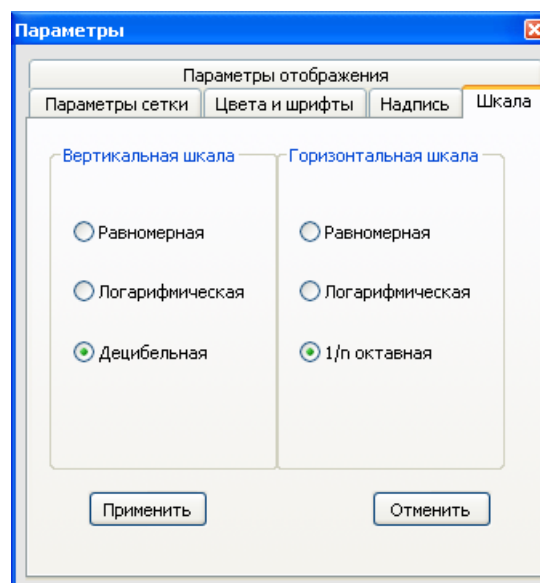 Параметры
Параметры отображения
Параметры сетки Цвета и шрифты Надпись Шкала
Вертикальная шкала Горизонтальная шкала
Равномерная Равномерная
Логарифмическая Логарифмическая
Децибельная 1/n октавная
Применить Отменить